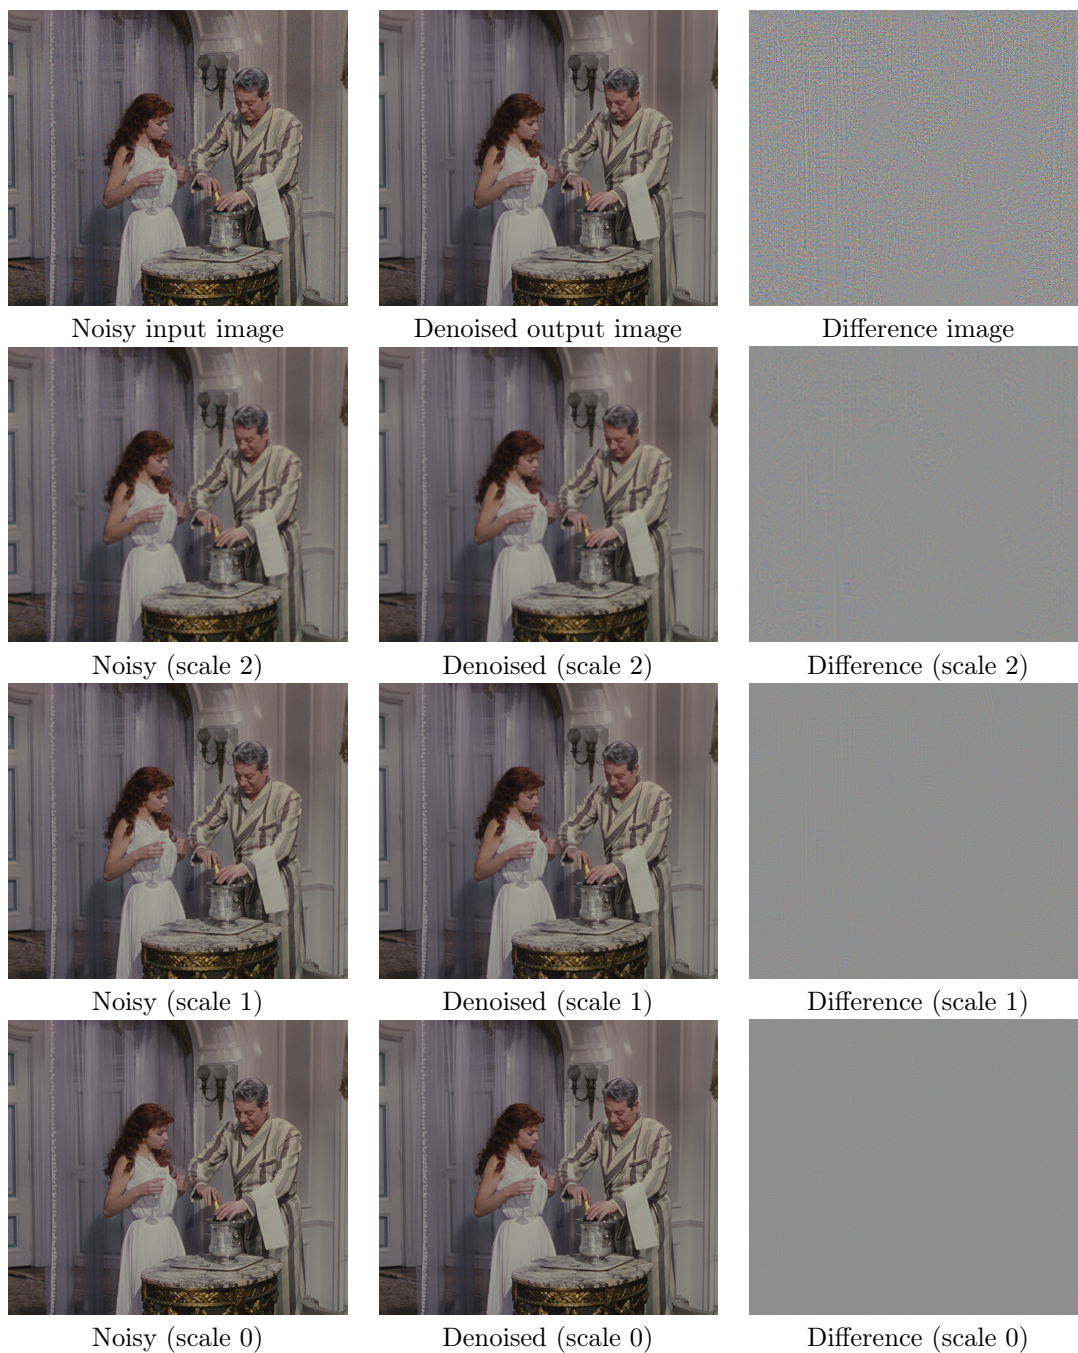 Noisy input image
Denoised output image
Difference image
Noisy (scale 2)
Denoised (scale 2)
Difference (scale 2)
Noisy (scale 1)
Denoised (scale 1)
Difference (scale 1)
Noisy (scale 0)
Denoised (scale 0)
Difference (scale 0)